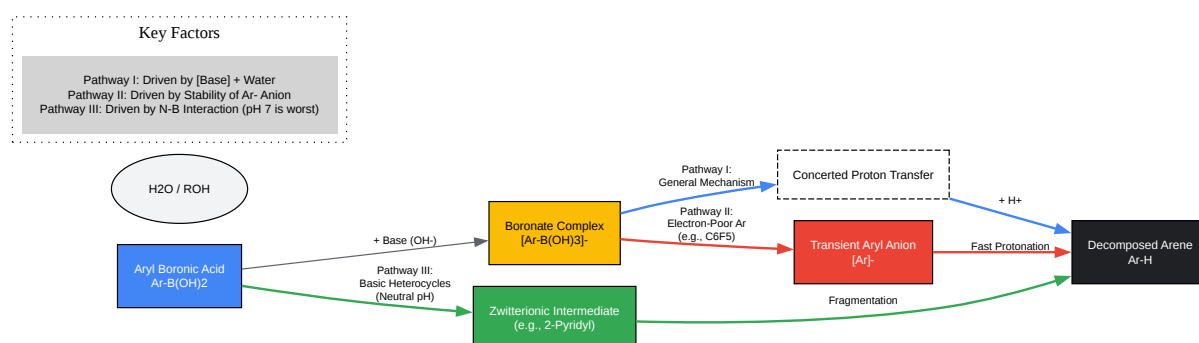 Key Factors
Pathway I: Driven by [Base] + Water
Pathway II: Driven by Stability of Ar- Anion
Pathway III: Driven by N-B Interaction (pH 7 is worst)
H2O / ROH
Aryl Boronic Acid
Ar-B(OH)2
+ Base (OH-)
Pathway III:
Basic Heterocycles
(Neutral pH)
Boronate Complex
[Ar-B(OH)3]-
Zwitterionic Intermediate
(e.g., 2-Pyridyl)
Pathway I:
General Mechanism
Pathway II:
Electron-Poor Ar
(e.g., C6F5)
Concerted Proton Transfer
Transient Aryl Anion
[Ar]-
+ H+
Fast Protonation
Fragmentation
Decomposed Arene
Ar-H